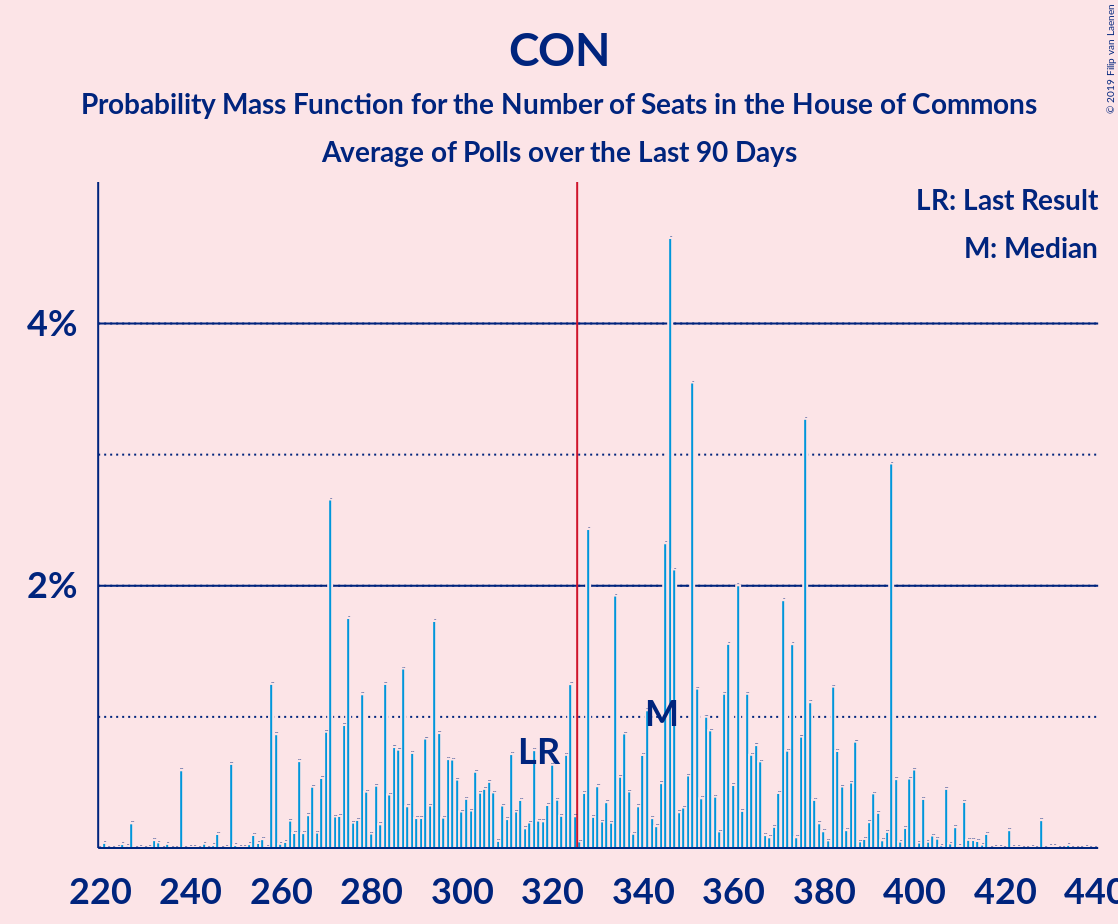 CON
Probability Mass Function for the Number of Seats in the House of Commons
Average of Polls over the Last 90 Days
© 2019 Filip van Laenen
LR: Last Result
M: Median
4%
2%
M
LR
220 240 260 280 300 320 340 360 380 400 420 440